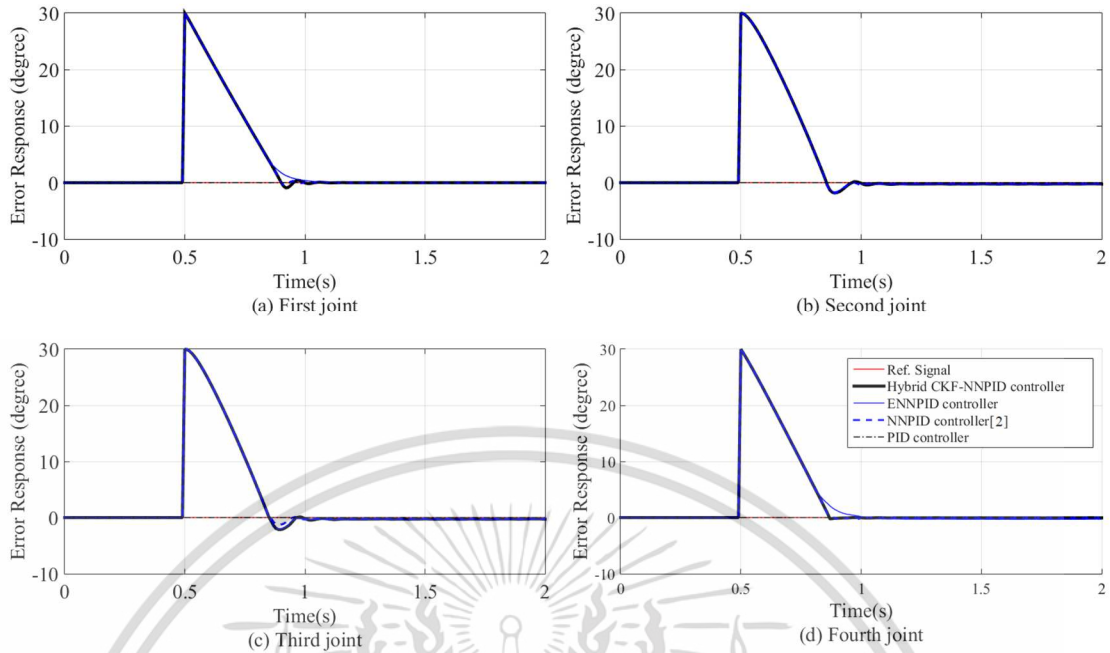 30
20
10
0
-10
Error Response (degree)
0 0.5 1 1.5 2
Time(s)
(a) First joint
30
20
10
0
-10
Error Response (degree)
0 0.5 1 1.5 2
Time(s)
(b) Second joint
30
20
10
0
-10
Error Response (degree)
0 0.5 1 1.5 2
Time(s)
(c) Third joint
30
20
10
0
-10
Error Response (degree)
Ref. Signal
Hybrid CKF-NNPID controller
ENNPID controller
NNPID controller[2]
PID controller
0 0.5 1 1.5 2
Time(s)
(d) Fourth joint